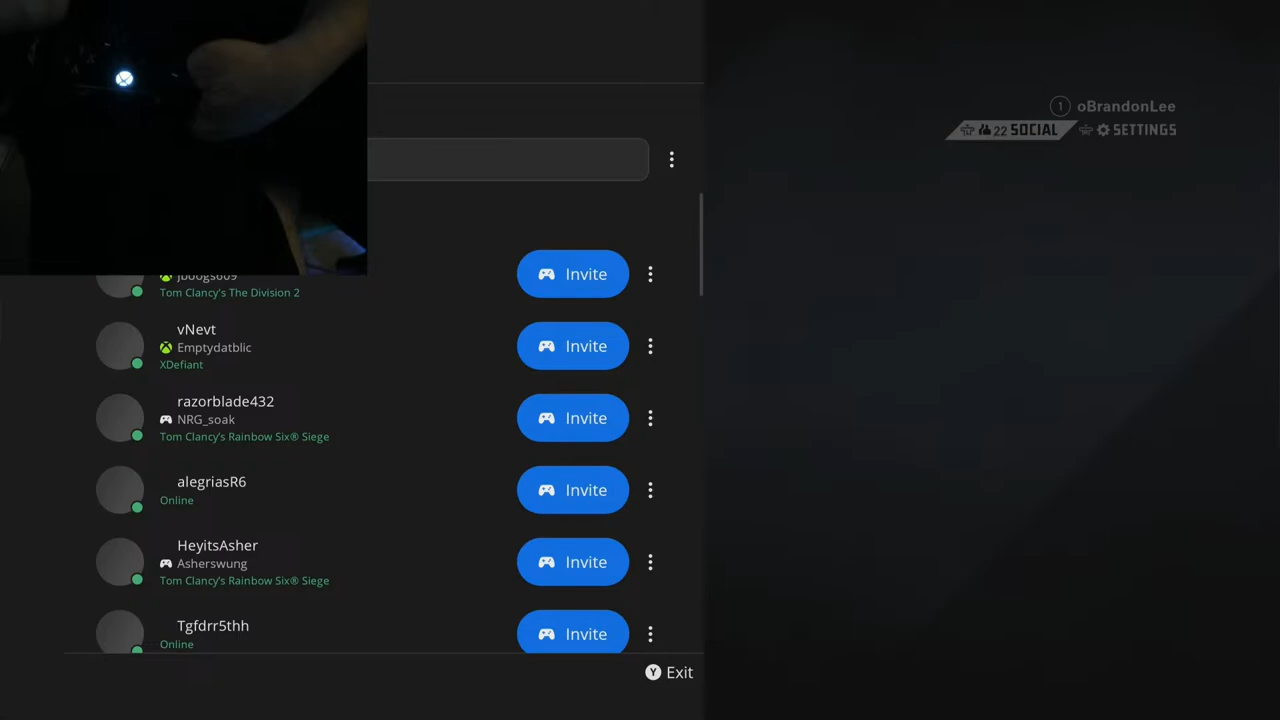 1 oBrandonLee
22 SOCIAL
SETTINGS
jboogs609
Invite
Tom Clancy's The Division 2
vNevt
Emptydatblic
Invite
XDefiant
razorblade432
NRG_soak
Invite
Tom Clancy's Rainbow Six® Siege
alegriasR6
Invite
Online
HeyitsAsher
Asherswung
Invite
Tom Clancy's Rainbow Six® Siege
Tgfdrr5thh
Invite
Online
Y Exit